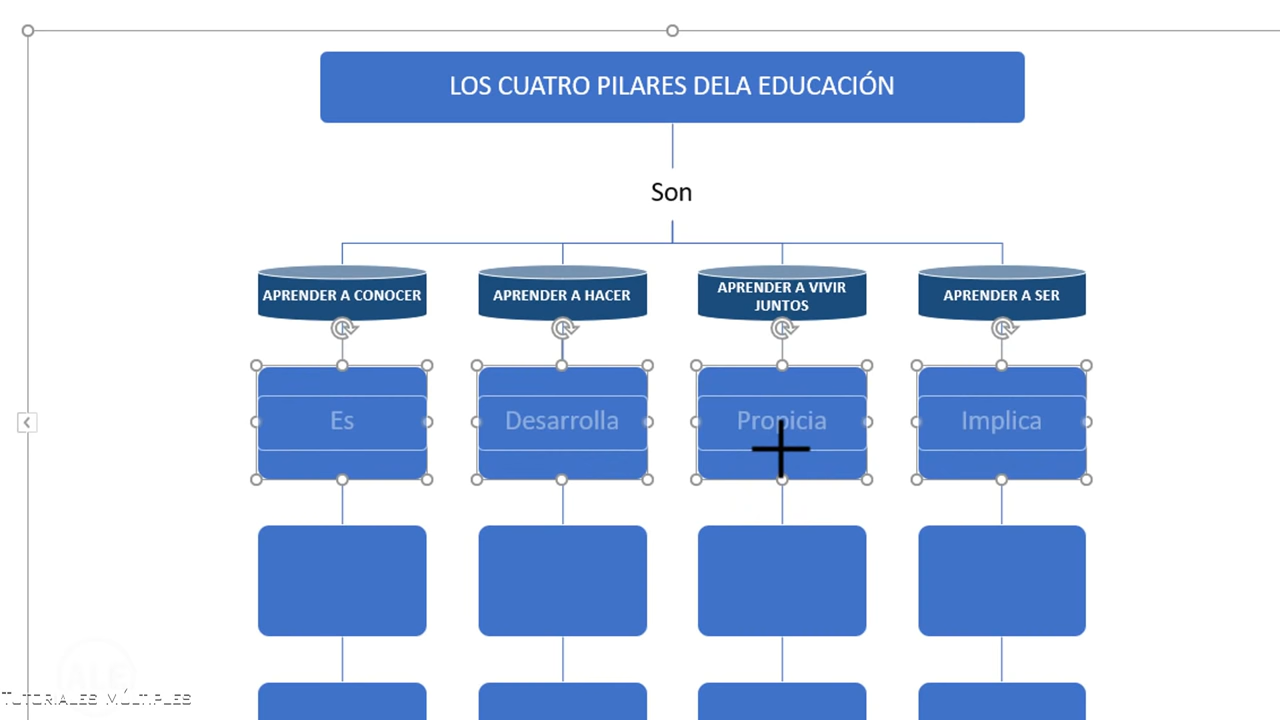 LOS CUATRO PILARES DELA EDUCACIÓN
Son
APRENDER A CONOCER
APRENDER A HACER
APRENDER A VIVIR
JUNTOS
APRENDER A SER
Es
Desarrolla
Propicia
Implica
ALF
TUTORIALES MÚLTIPLES